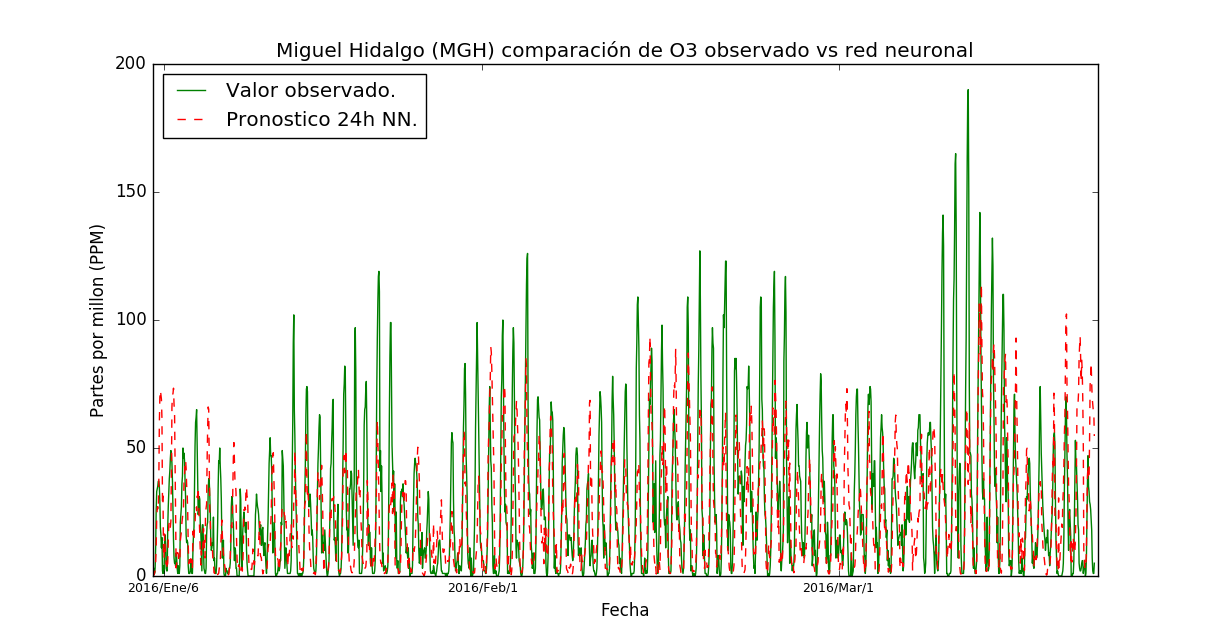 Miguel Hidalgo (MGH) comparación de O3 observado vs red neuronal
200
Valor observado.
Pronostico 24h NN.
150
100
50
0
Partes por millon (PPM)
2016/Ene/6
2016/Feb/1
2016/Mar/1
Fecha